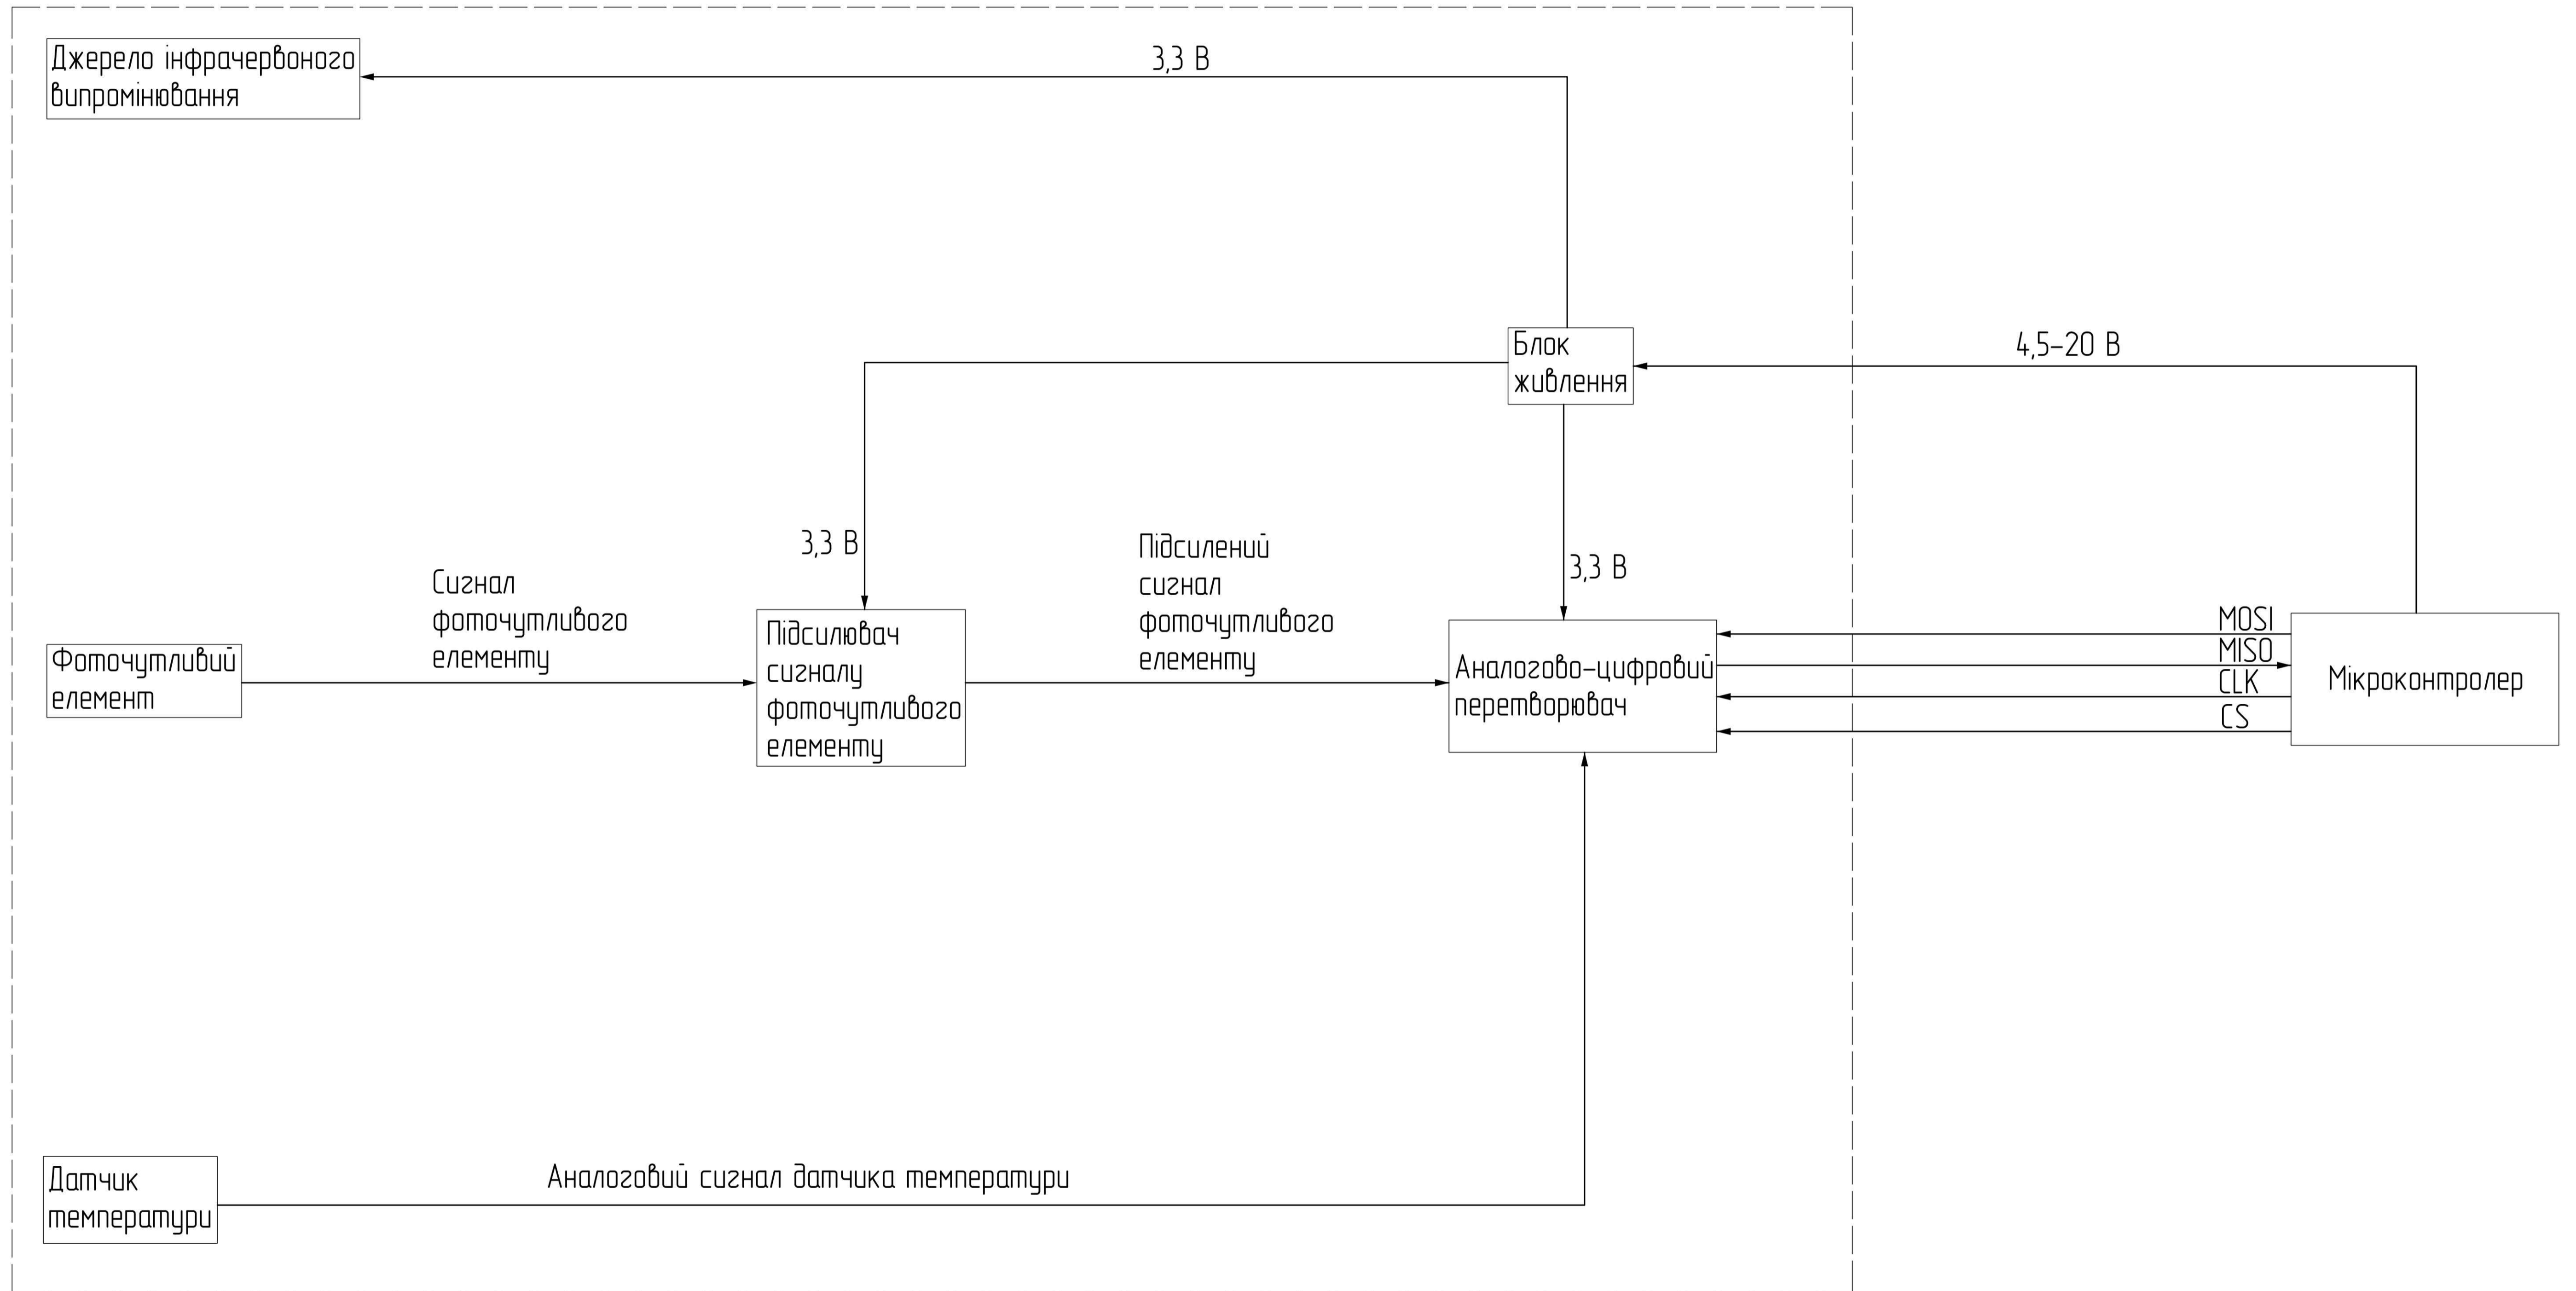 Джерело інфрачервоного
випромінювання
3,3 В
Блок
живлення
4,5-20 В
3,3 В
Підсилений
сигнал
фоточутливого
елементу
3,3 В
Сигнал
фоточутливого
елементу
Фоточутливий
елемент
Підсилювач
сигналу
фоточутливого
елементу
Аналогово-цифровий
перетворювач
MOSI
MISO
CLK
CS
Мікроконтролер
Датчик
температури
Аналоговий сигнал датчика температури